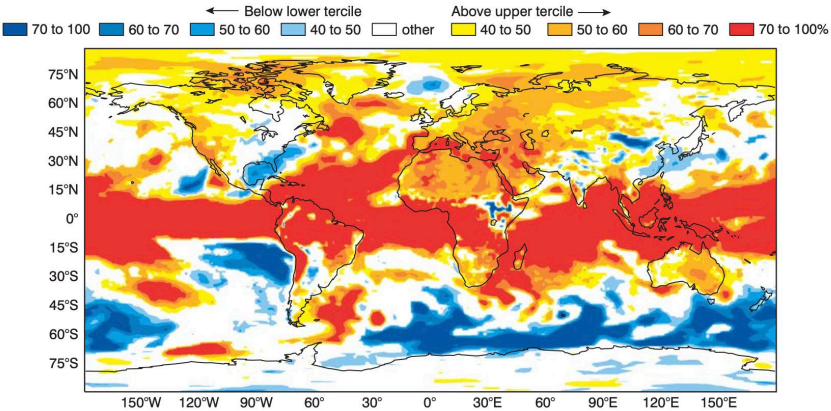 ← Below lower tercile Above upper tercile →
70 to 100 60 to 70 50 to 60 40 to 50 other 40 to 50 50 to 60 60 to 70 70 to 100%
75°N
60°N
45°N
30°N
15°N
0°
15°S
30°S
45°S
60°S
75°S
150°W 120°W 90°W 60° 30° 0° 30°E 60° 90°E 120°E 150°E